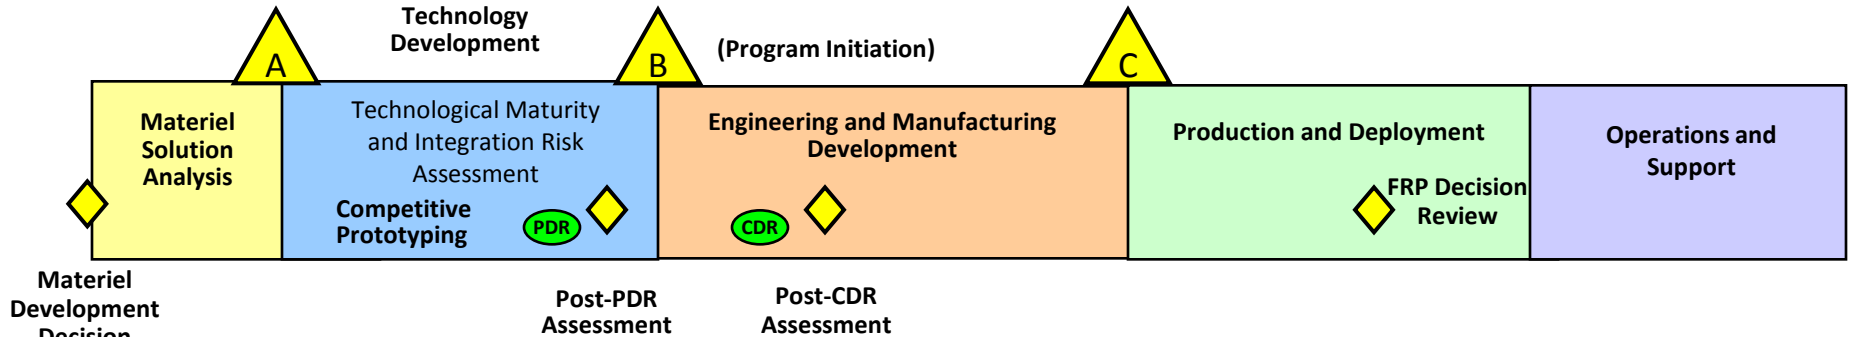 Technology
Development
A
B
(Program Initiation)
C
Materiel
Solution
Analysis
Technological Maturity
and Integration Risk
Assessment
Competitive
Prototyping
PDR
Engineering and Manufacturing
Development
CDR
Production and Deployment
FRP Decision
Review
Operations and
Support
Materiel
Development
Decision
Post-PDR
Assessment
Post-CDR
Assessment